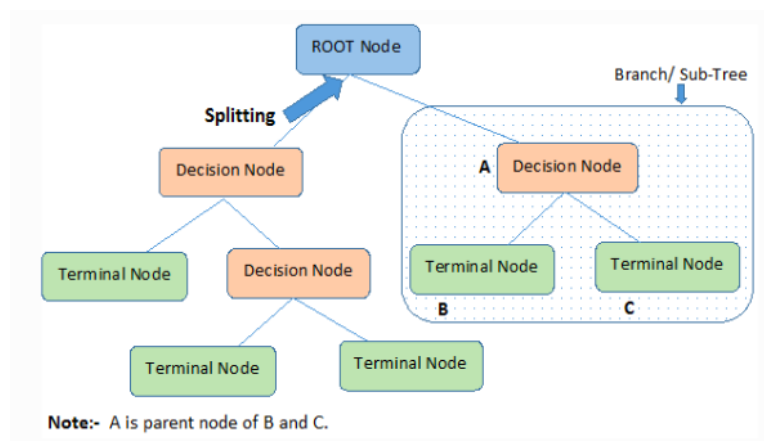 ROOT Node
Branch/ Sub-Tree
Splitting
Decision Node
A
Decision Node
Terminal Node
Decision Node
Terminal Node
Terminal Node
B
C
Terminal Node
Terminal Node
Note:- A is parent node of B and C.